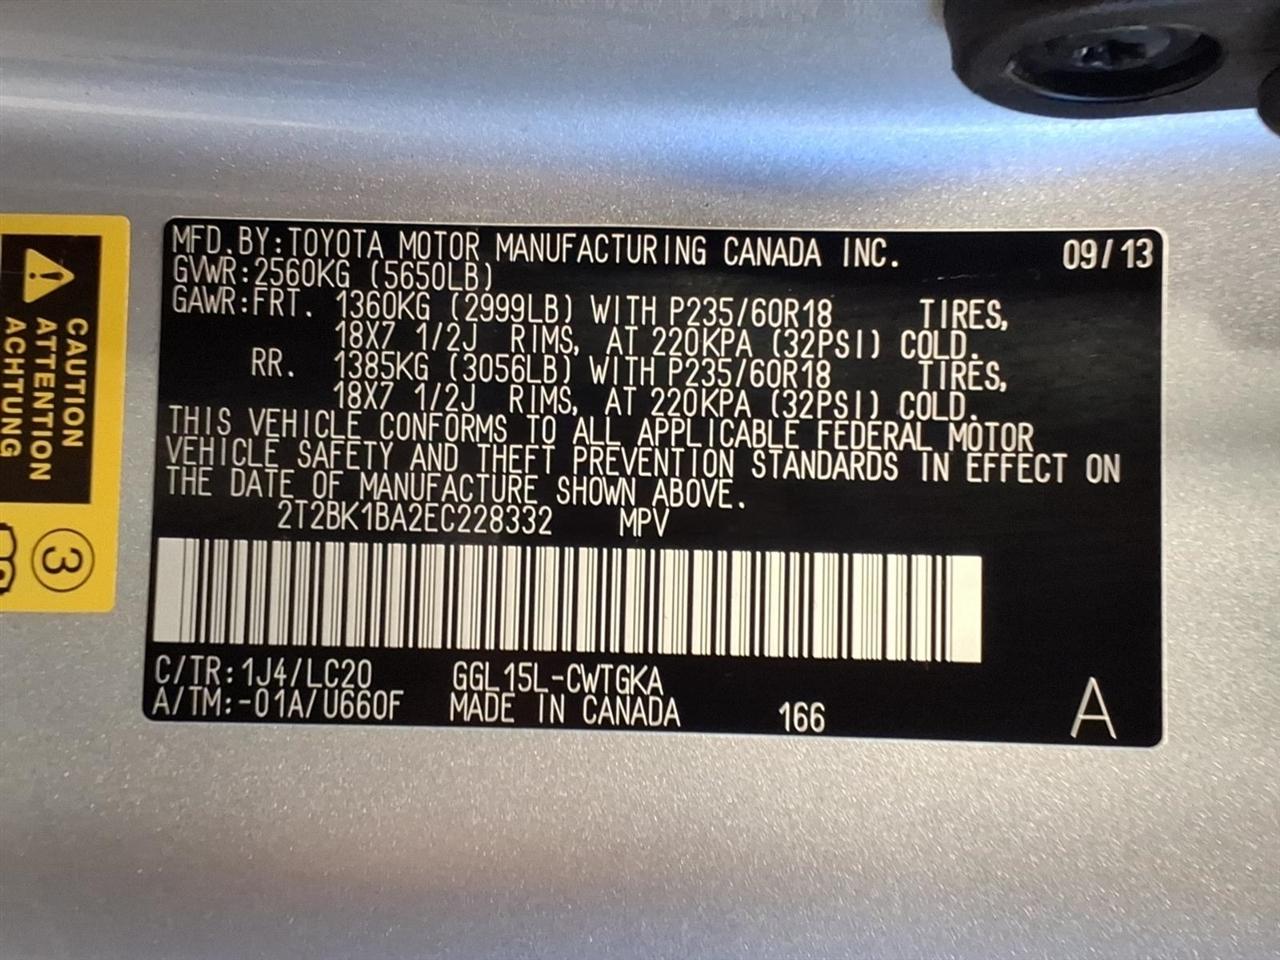 MFD.BY:TOYOTA MOTOR MANUFACTURING CANADA INC. 09/13
GVWR:2560KG (5650LB)
GAWR:FRT. 1360KG (2999LB) WITH P235/60R18 TIRES,
18X7 1/2J RIMS, AT 220KPA (32PSI) COLD.
RR. 1385KG (3056LB) WITH P235/60R18 TIRES,
18X7 1/2J RIMS, AT 220KPA (32PSI) COLD.
THIS VEHICLE CONFORMS TO ALL APPLICABLE FEDERAL MOTOR
VEHICLE SAFETY AND THEFT PREVENTION STANDARDS IN EFFECT ON
THE DATE OF MANUFACTURE SHOWN ABOVE.
2T2BK1BA2EC228332 MPV
C/TR:1J4/LC20 GGL15L-CWTGKA
A/TM:-01A/U660F MADE IN CANADA 166 A
CAUTION
ATTENTION
ACHTUNG
3